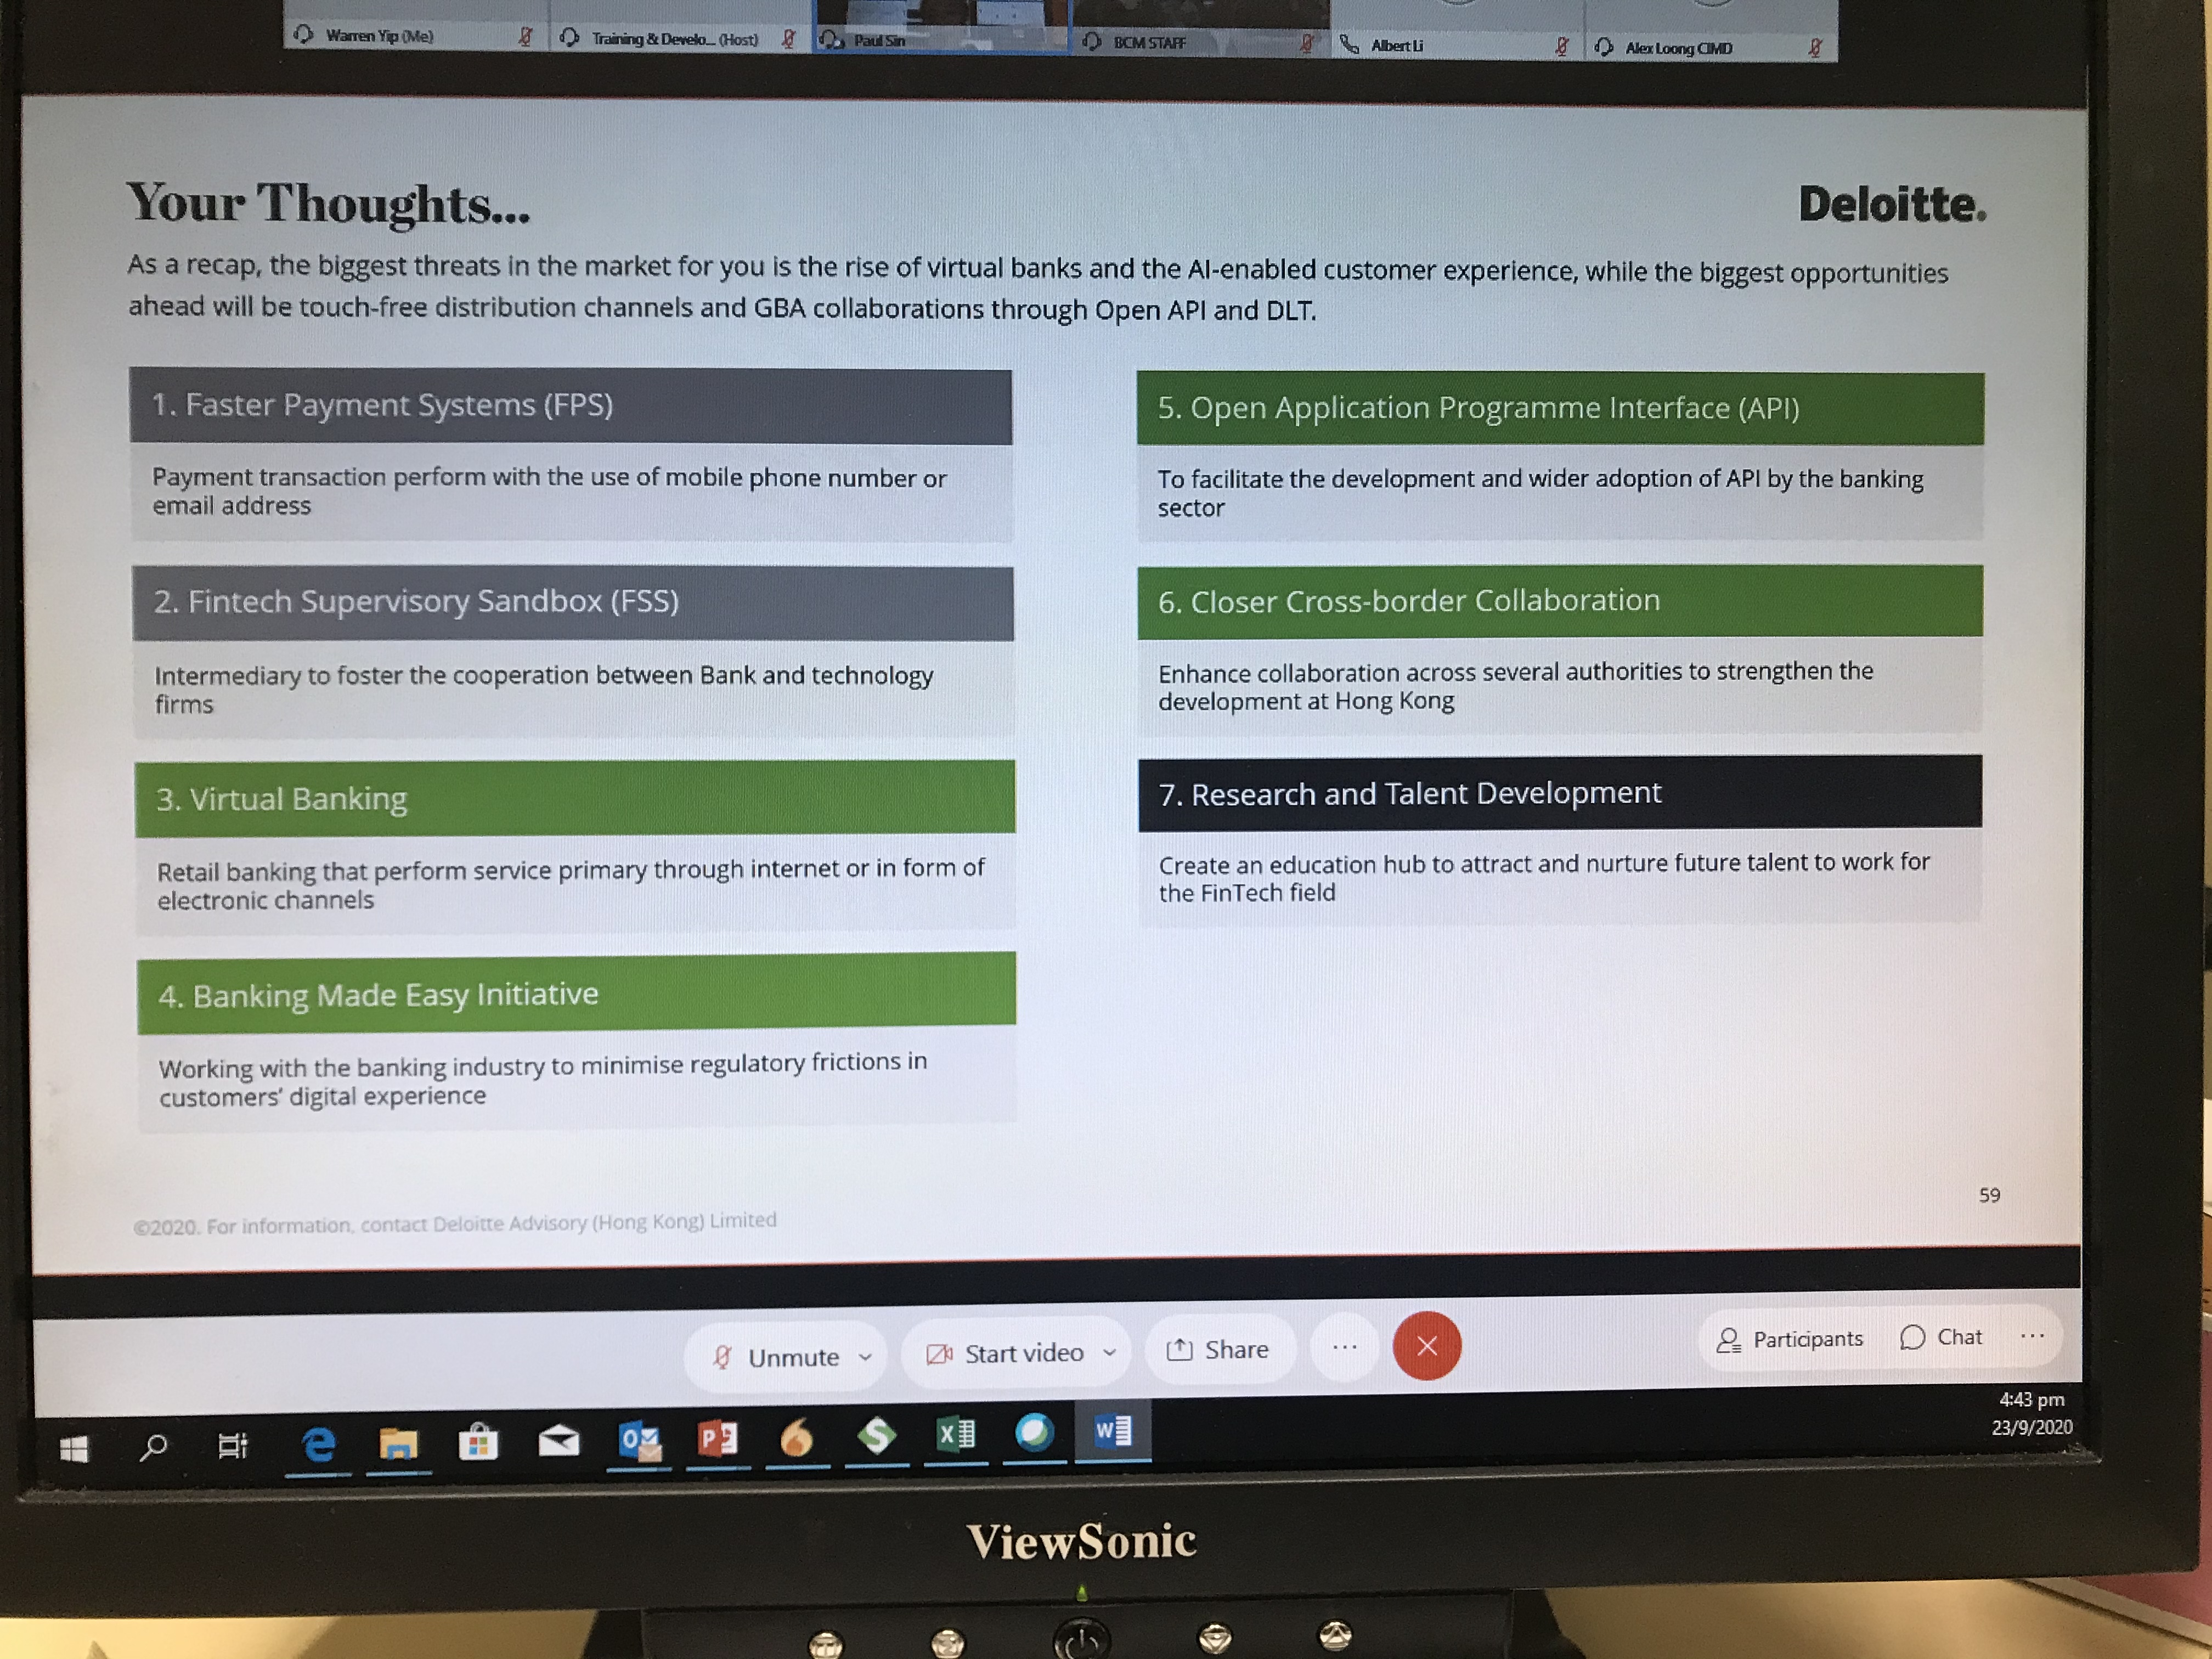 Warren Yip (Me)
Training & Develo... (Host)
Paul Sin
BCM STAFF
Albert Li
Alex Loong CIMD
Your Thoughts...
Deloitte.
As a recap, the biggest threats in the market for you is the rise of virtual banks and the AI-enabled customer experience, while the biggest opportunities
ahead will be touch-free distribution channels and GBA collaborations through Open API and DLT.
1. Faster Payment Systems (FPS)
Payment transaction perform with the use of mobile phone number or
email address
2. Fintech Supervisory Sandbox (FSS)
Intermediary to foster the cooperation between Bank and technology
firms
3. Virtual Banking
Retail banking that perform service primary through internet or in form of
electronic channels
4. Banking Made Easy Initiative
Working with the banking industry to minimise regulatory frictions in
customers' digital experience
5. Open Application Programme Interface (API)
To facilitate the development and wider adoption of API by the banking
sector
6. Closer Cross-border Collaboration
Enhance collaboration across several authorities to strengthen the
development at Hong Kong
7. Research and Talent Development
Create an education hub to attract and nurture future talent to work for
the FinTech field
59
©2020. For information, contact Deloitte Advisory (Hong Kong) Limited
Unmute
Start video
Share
Participants
Chat
4:43 pm
23/9/2020
ViewSonic